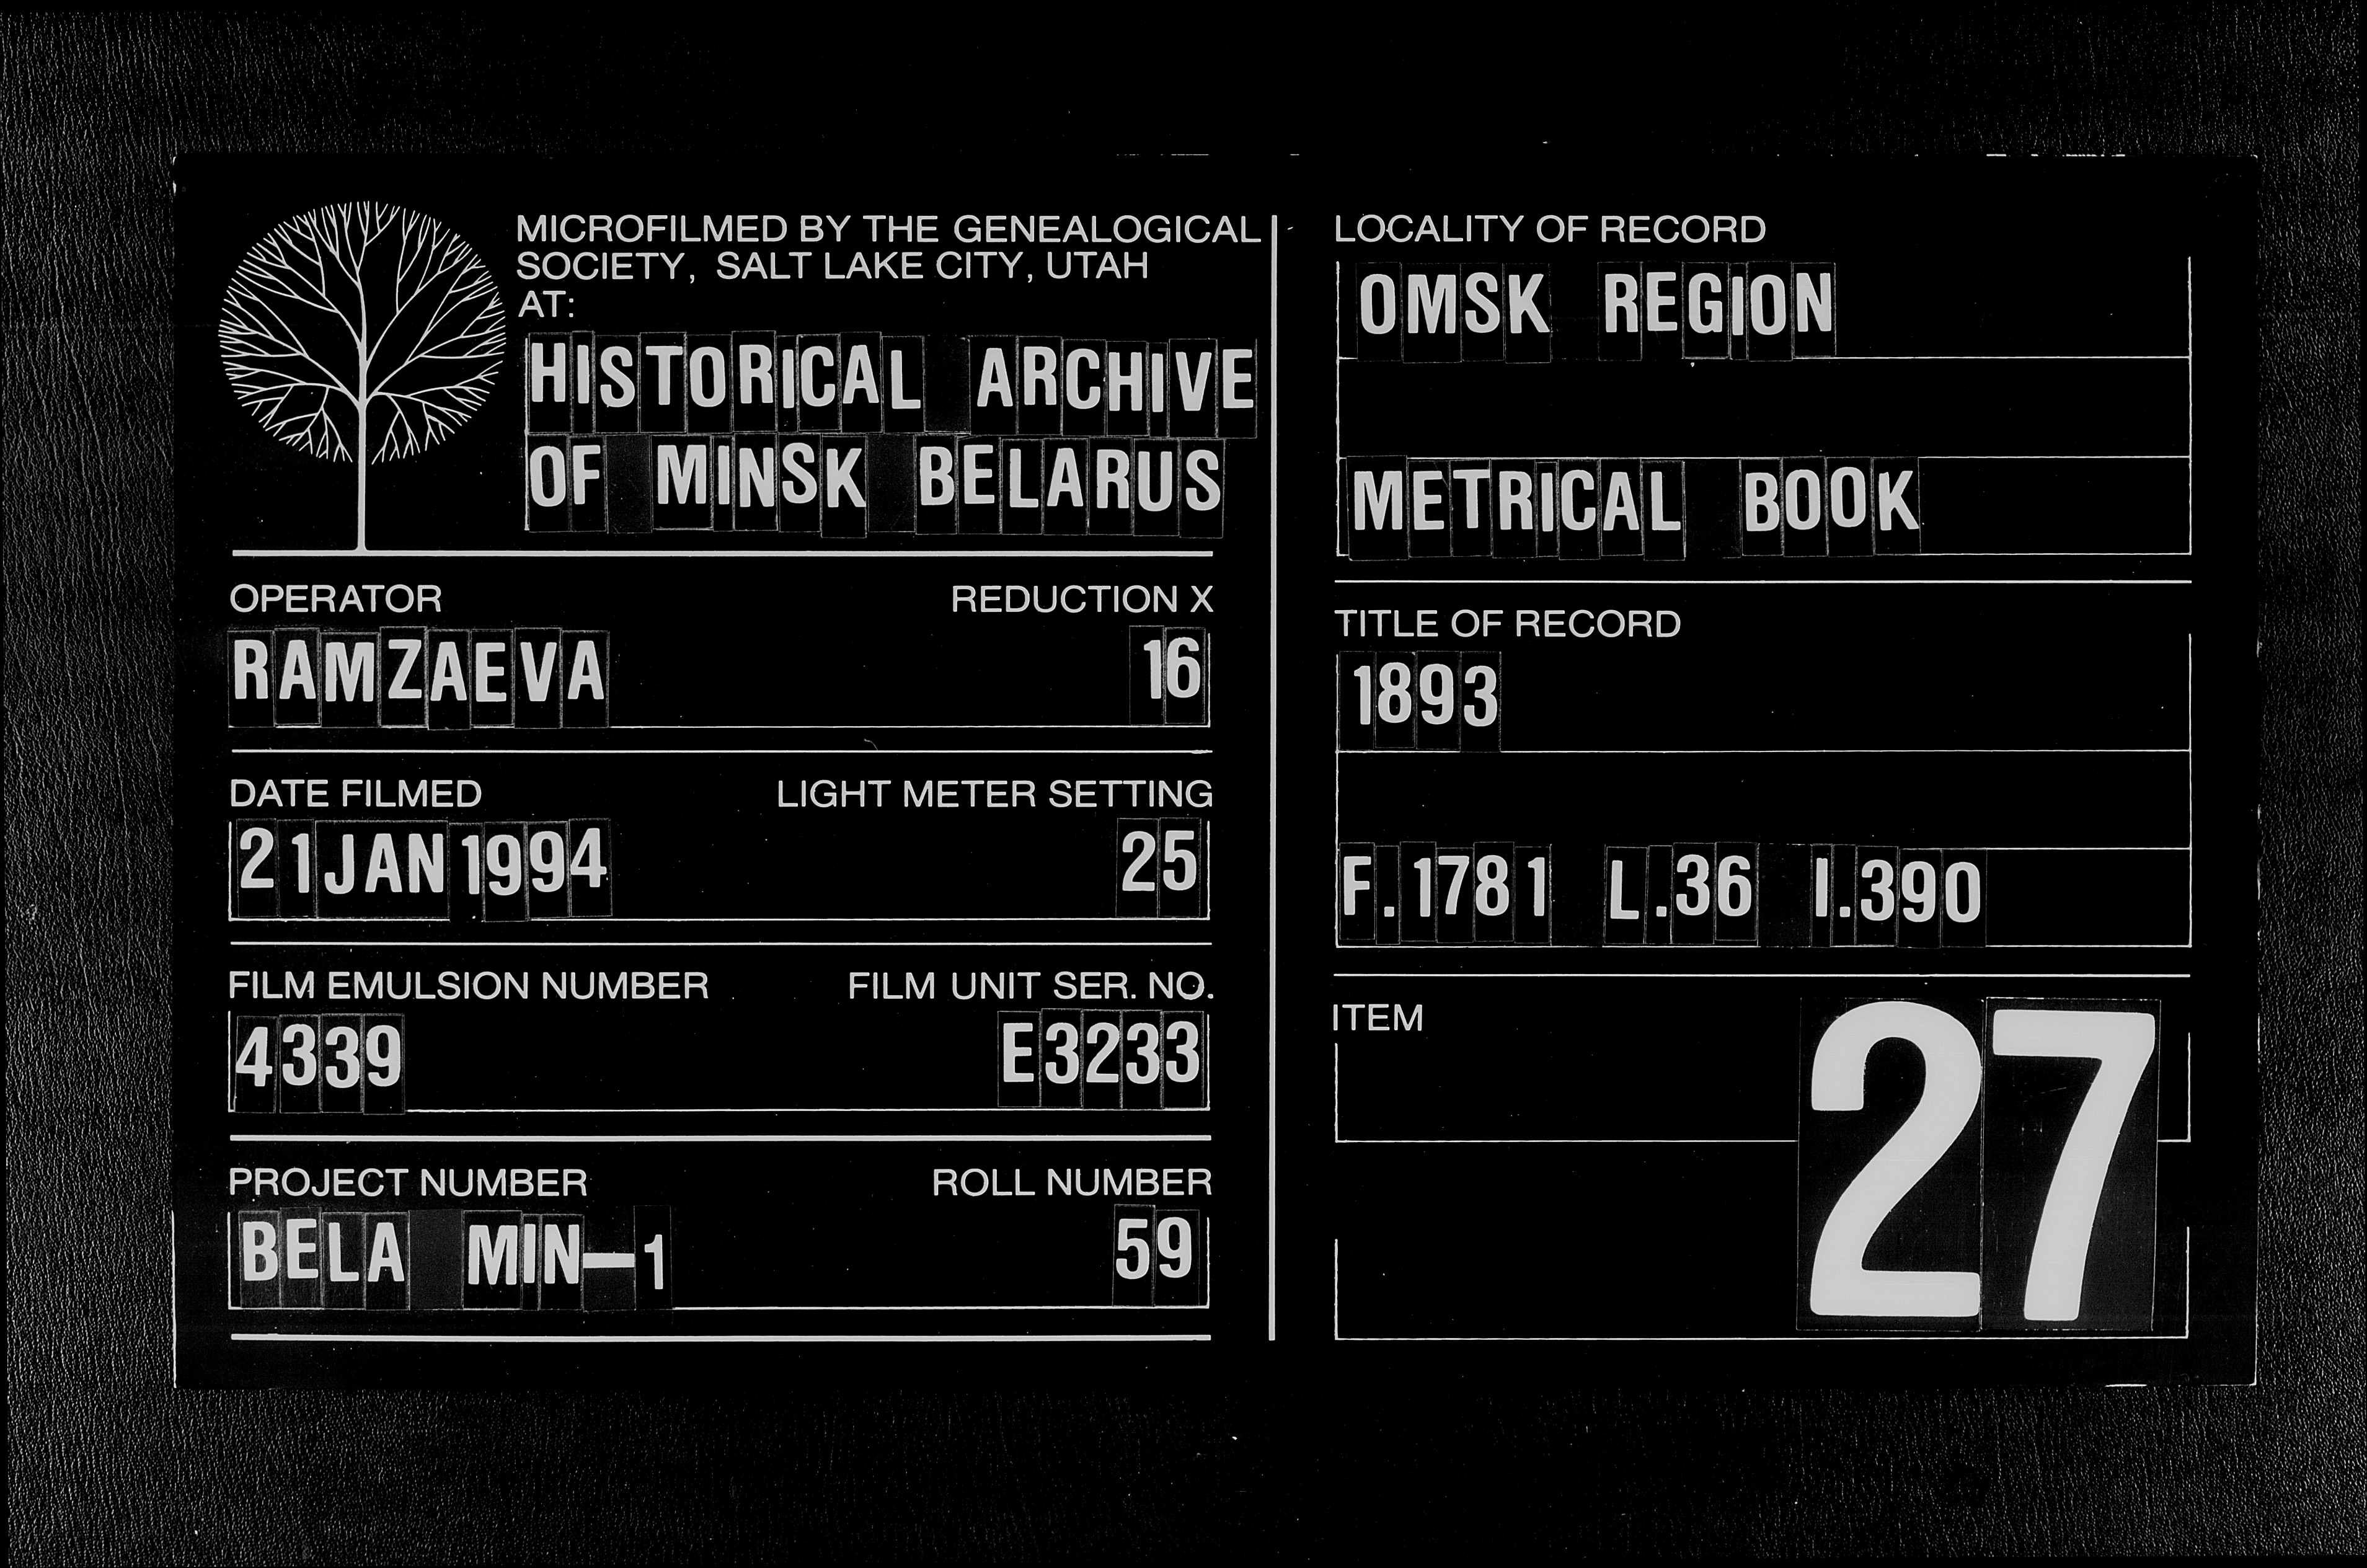 MICROFILMED BY THE GENEALOGICAL
SOCIETY, SALT LAKE CITY, UTAH
AT:
HISTORICAL ARCHIVE
OF MINSK BELARUS
OPERATOR REDUCTION X
RAMZAEVA 16
DATE FILMED LIGHT METER SETTING
21 JAN 1994 25
FILM EMULSION NUMBER FILM UNIT SER. NO.
4339 E3233
PROJECT NUMBER ROLL NUMBER
BELA MIN-1 59
LOCALITY OF RECORD
OMSK REGION
METRICAL BOOK
TITLE OF RECORD
1893
F.1781 L.36 I.390
ITEM
27